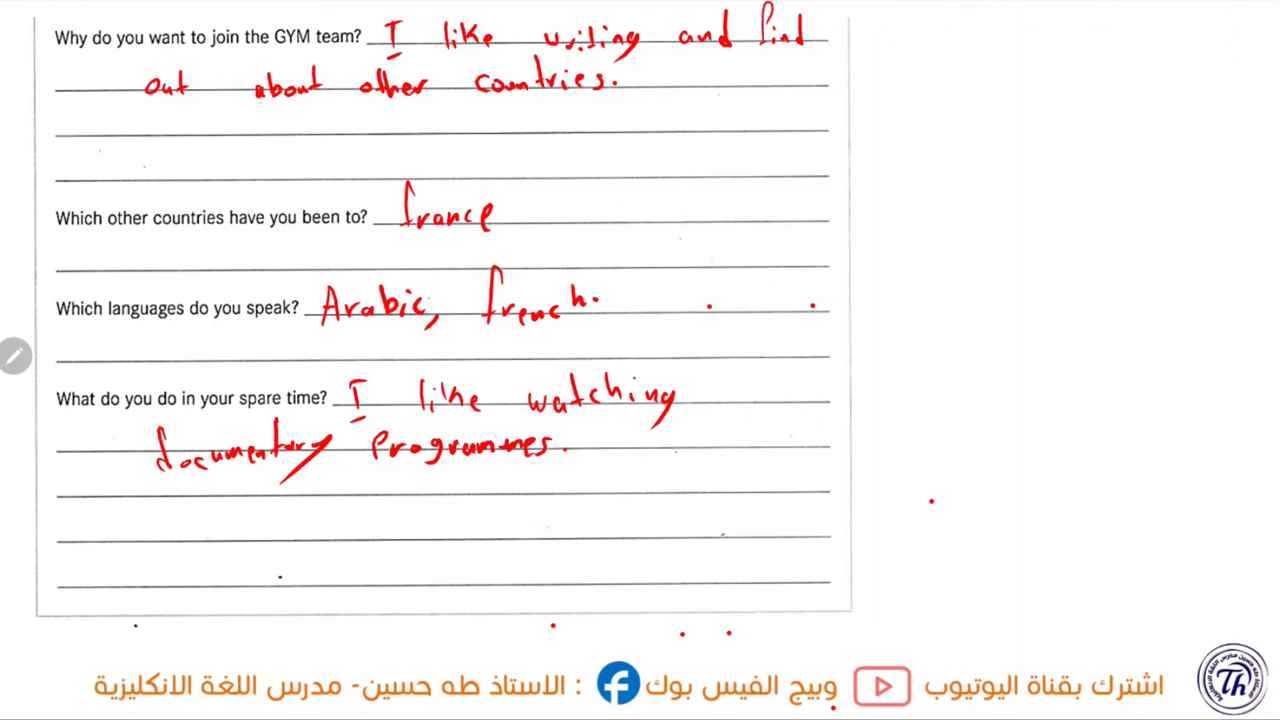 Why do you want to join the GYM team? I like writing and find
out about other countries.
Which other countries have you been to? france
Which languages do you speak? Arabic, french.
What do you do in your spare time? I like watching
documentary programmes.
اشترك بقناة اليوتيوب وبيج الفيس بوك : الاستاذ طه حسين- مدرس اللغة الانكليزية
Th